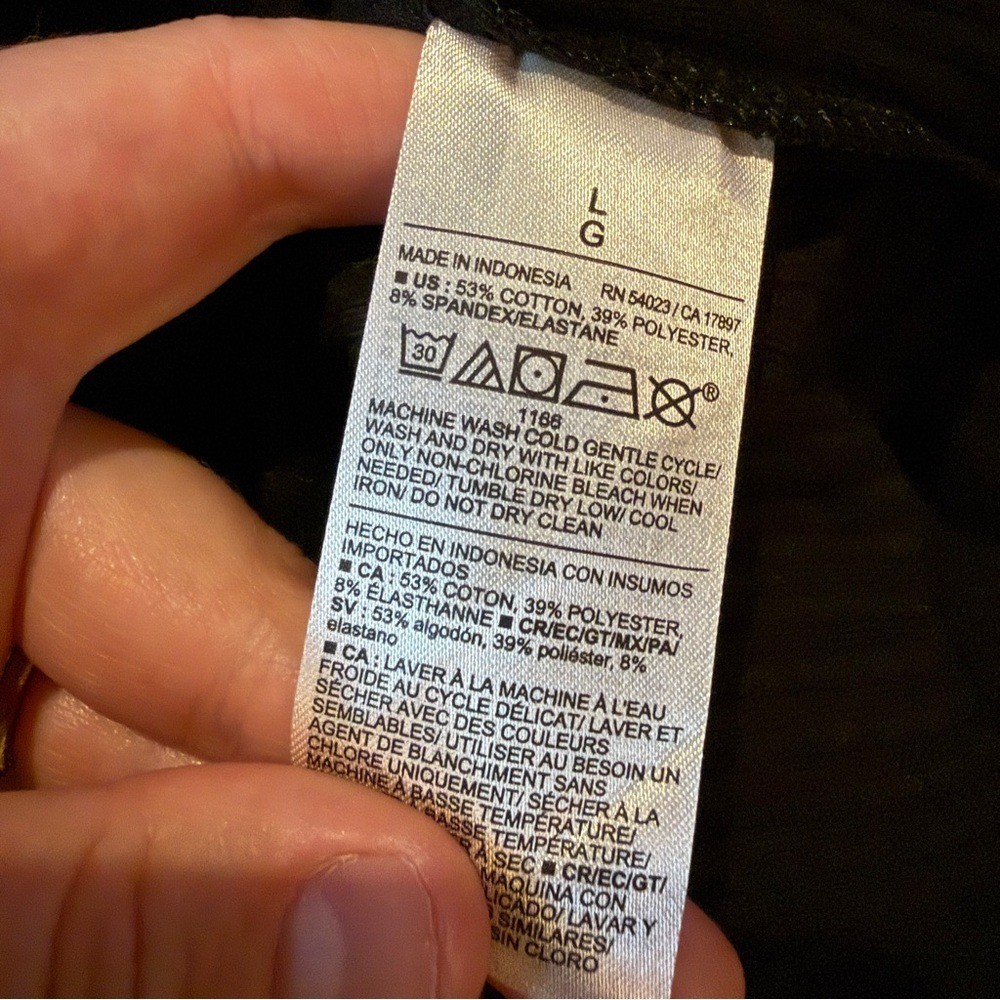 L
G
MADE IN INDONESIA RN 54023 / CA 17897
■ US : 53% COTTON, 39% POLYESTER,
8% SPANDEX/ELASTANE
30
®
1166
MACHINE WASH COLD GENTLE CYCLE/
WASH AND DRY WITH LIKE COLORS/
ONLY NON-CHLORINE BLEACH WHEN
NEEDED/ TUMBLE DRY LOW/ COOL
IRON/ DO NOT DRY CLEAN
HECHO EN INDONESIA CON INSUMOS
IMPORTADOS
■ CA : 53% COTON, 39% POLYESTER,
8% ÉLASTHANNE ■ CR/EC/GT/MX/PA/
SV : 53% algodón, 39% poliéster, 8%
elastano
■ CA : LAVER À LA MACHINE À L'EAU
FROIDE AU CYCLE DÉLICAT/ LAVER ET
SÉCHER AVEC DES COULEURS
SEMBLABLES/ UTILISER AU BESOIN UN
AGENT DE BLANCHIMENT SANS
CHLORE UNIQUEMENT/ SÉCHER À LA
MACHINE À BASSE TEMPÉRATURE/
BASSE TEMPÉRATURE/
À SEC ■ CR/EC/GT/
MAQUINA CON
LAVAR Y
SIMILARES/
SIN CLORO